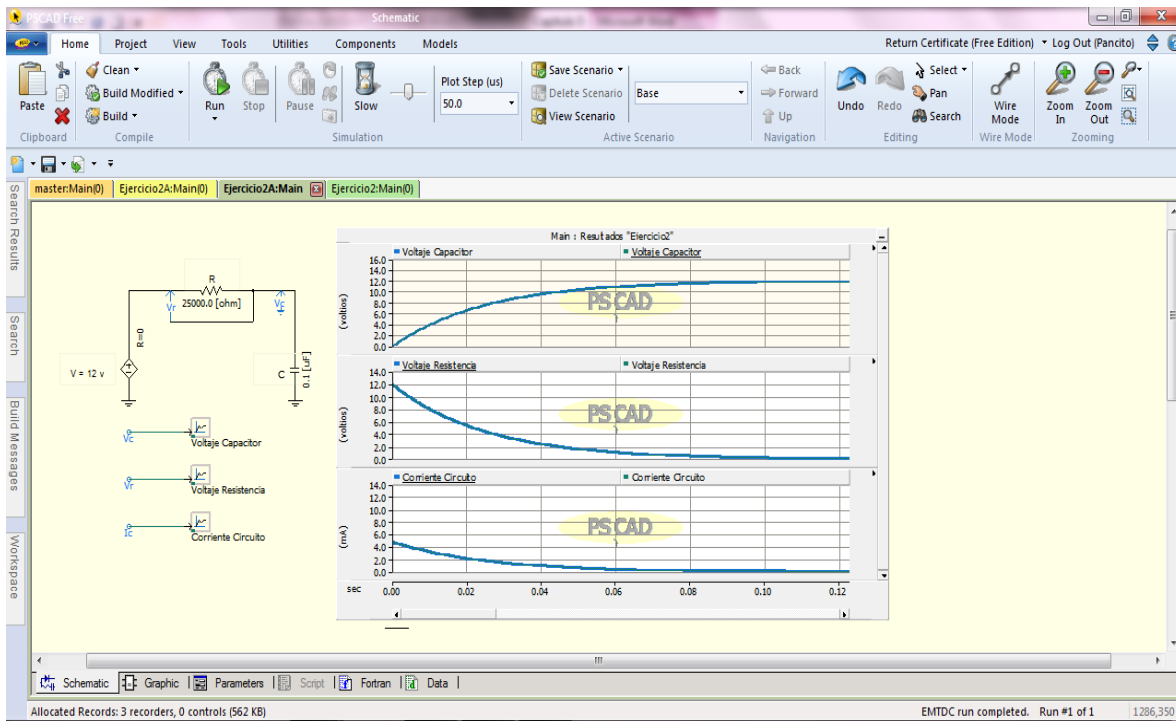 PSCAD Free
Schematic
Home Project View Tools Utilities Components Models
Return Certificate (Free Edition) Log Out (Pancito)
Paste
Clean
Build Modified
Build
Run
Stop
Pause
Slow
Plot Step (us)
50.0
Save Scenario
Delete Scenario
View Scenario
Base
Back
Forward
Up
Undo
Redo
Select
Pan
Search
Wire Mode
Zoom In
Zoom Out
Clipboard Compile Simulation Active Scenario Navigation Editing Wire Mode Zooming
master:Main(0) Ejercicio2A:Main(0) Ejercicio2A:Main Ejercicio2:Main(0)
Search Results
Search
Build Messages
Workspace
R
25000.0 [ohm]
Vr
Vc
R=0
V = 12 v
C
0.1 [uF]
Vc
Voltaje Capacitor
Vr
Voltaje Resistencia
Ic
Corriente Circuito
Main : Resultados "Ejercicio2"
Voltaje Capacitor Voltaje Capacitor
16.0
14.0
12.0
10.0
8.0
6.0
4.0
2.0
0.0
(voltios)
PSCAD
Voltaje Resistencia Voltaje Resistencia
14.0
12.0
10.0
8.0
6.0
4.0
2.0
0.0
(voltios)
PSCAD
Corriente Circuito Corriente Circuito
14.0
12.0
10.0
8.0
6.0
4.0
2.0
0.0
(mA)
PSCAD
sec 0.00 0.02 0.04 0.06 0.08 0.10 0.12
Schematic Graphic Parameters Script Fortran Data
Allocated Records: 3 recorders, 0 controls (562 KB)
EMTDC run completed. Run #1 of 1 1286,350